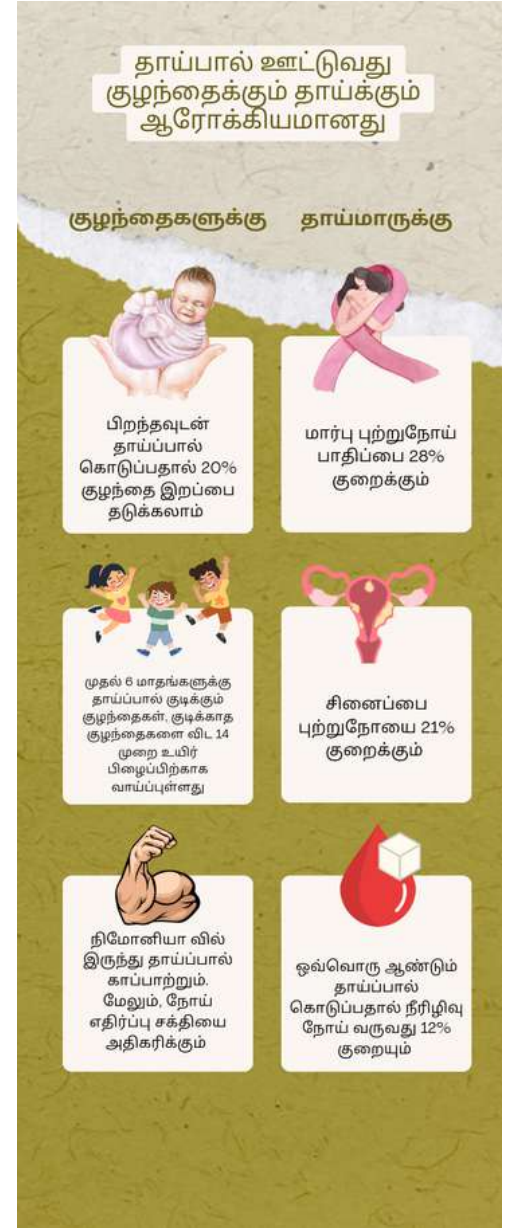 தாய்பால் ஊட்டுவது
குழந்தைக்கும் தாய்க்கும்
ஆரோக்கியமானது
குழந்தைகளுக்கு
தாய்மாருக்கு
பிறந்தவுடன்
தாய்ப்பால்
கொடுப்பதால் 20%
குழந்தை இறப்பை
தடுக்கலாம்
மார்பு புற்றுநோய்
பாதிப்பை 28%
குறைக்கும்
முதல் 6 மாதங்களுக்கு
தாய்ப்பால் குடிக்கும்
குழந்தைகள், குடிக்காத
குழந்தைகளை விட 14
முறை உயிர்
பிழைப்பிற்காக
வாய்ப்புள்ளது
சினைப்பை
புற்றுநோயை 21%
குறைக்கும்
நிமோனியா வில்
இருந்து தாய்ப்பால்
காப்பாற்றும்.
மேலும், நோய்
எதிர்ப்பு சக்தியை
அதிகரிக்கும்
ஒவ்வொரு ஆண்டும்
தாய்ப்பால்
கொடுப்பதால் நீரிழிவு
நோய் வருவது 12%
குறையும்